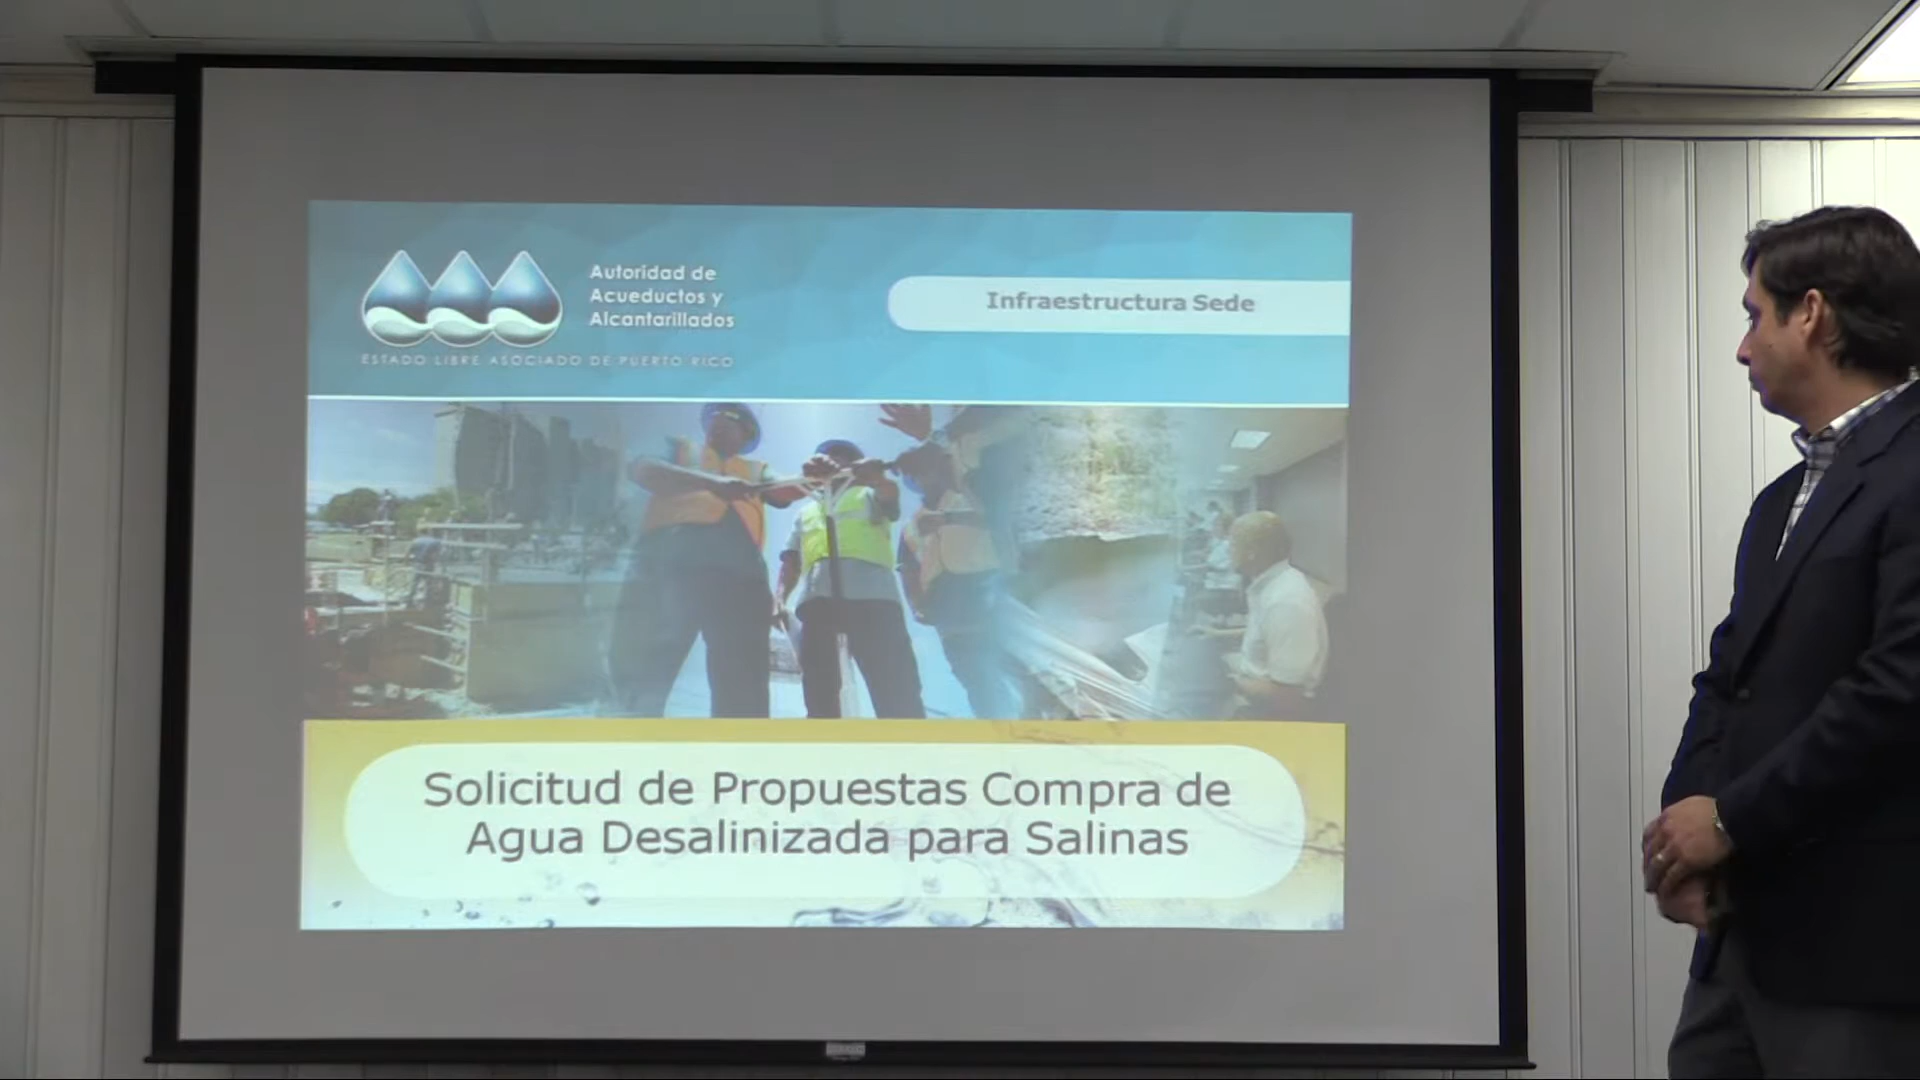 Autoridad de
Acueductos y
Alcantarillados
ESTADO LIBRE ASOCIADO DE PUERTO RICO
Infraestructura Sede
Solicitud de Propuestas Compra de
Agua Desalinizada para Salinas